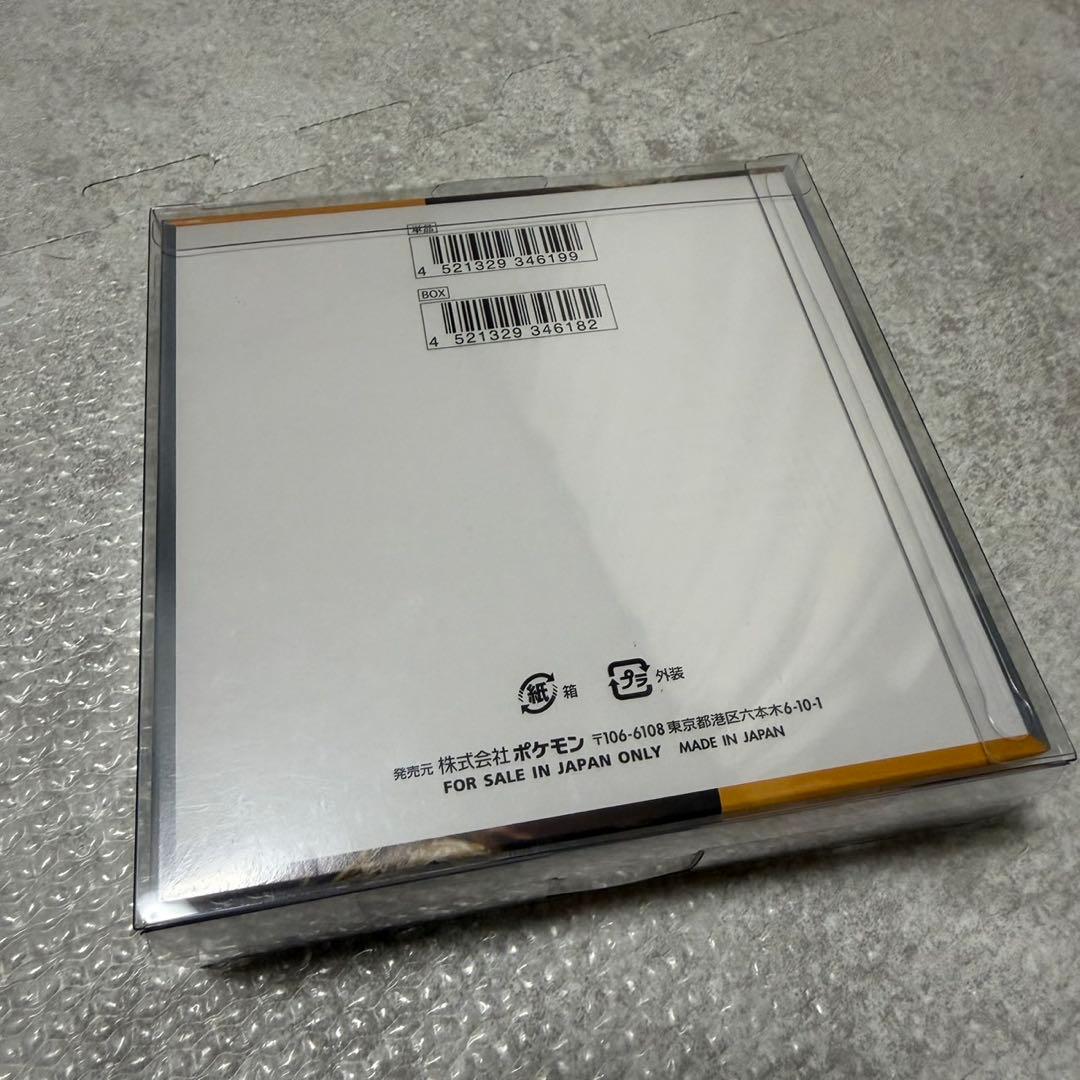 単品
4 521329 346199
BOX
4 521329 346182
紙 箱 プラ 外装
発売元 株式会社 ポケモン 〒106-6108 東京都港区六本木6-10-1
FOR SALE IN JAPAN ONLY MADE IN JAPAN